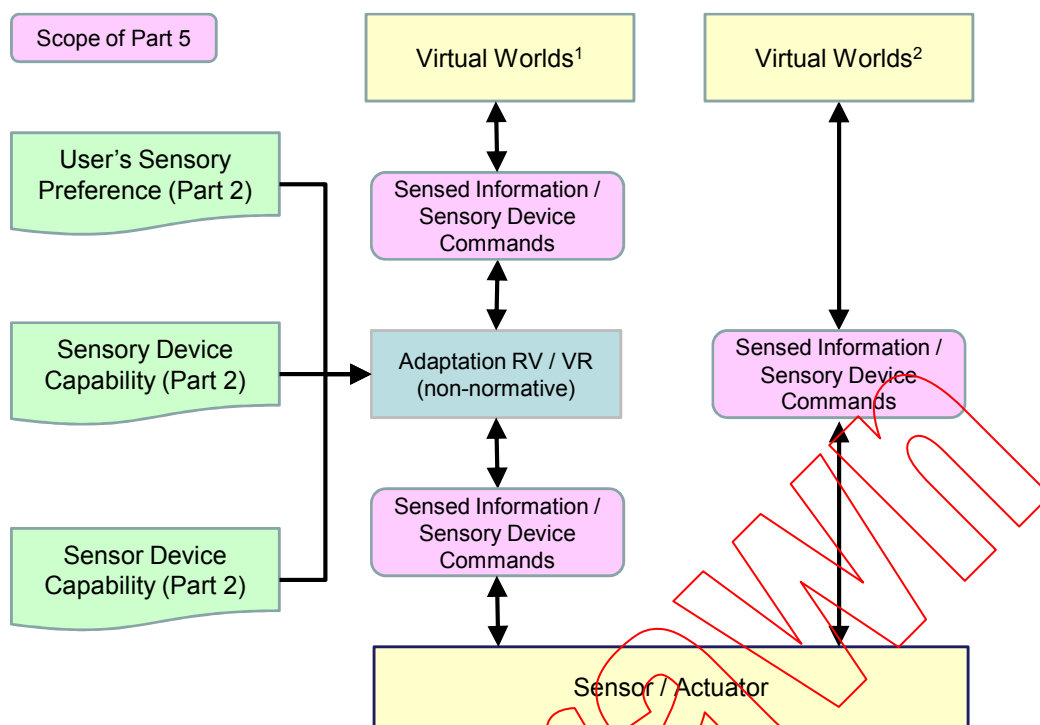 Scope of Part 5
Virtual Worlds¹
Virtual Worlds²
User's Sensory
Preference (Part 2)
Sensed Information /
Sensory Device
Commands
Sensory Device
Capability (Part 2)
Adaptation RV / VR
(non-normative)
Sensed Information /
Sensory Device
Commands
Sensor Device
Capability (Part 2)
Sensed Information /
Sensory Device
Commands
Sensor / Actuator